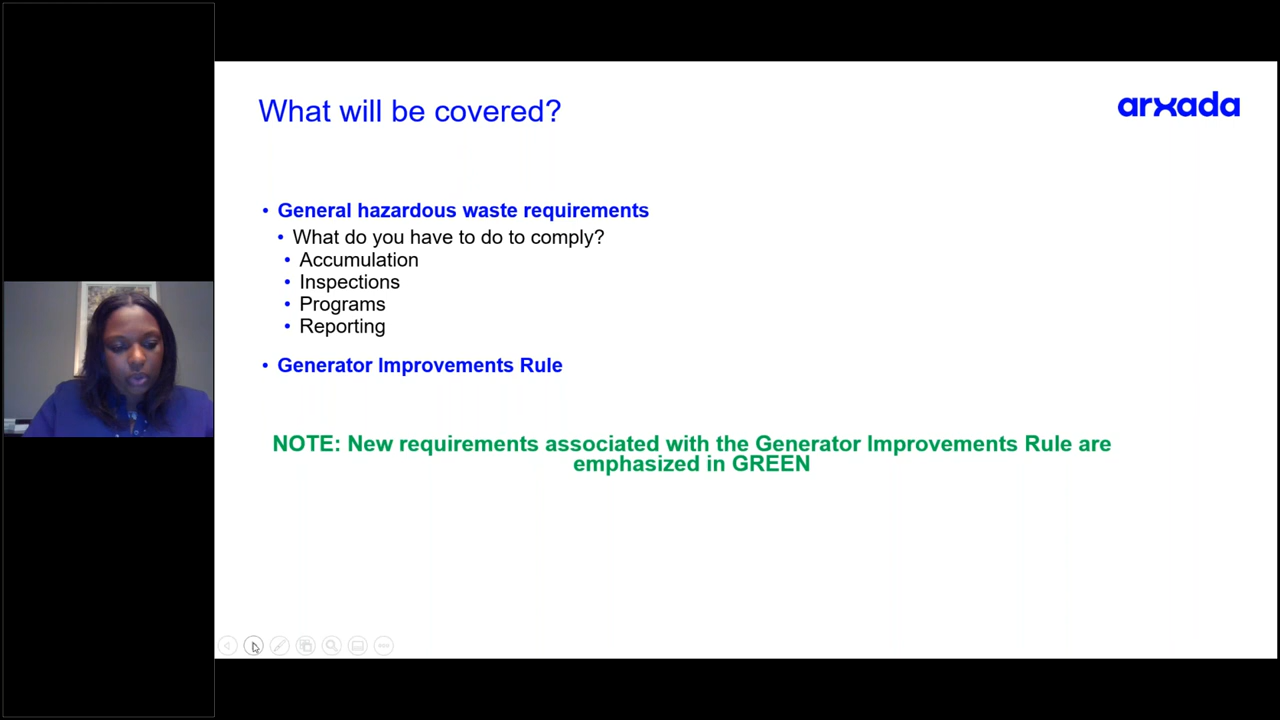 What will be covered?
arxada
• General hazardous waste requirements
• What do you have to do to comply?
• Accumulation
• Inspections
• Programs
• Reporting
• Generator Improvements Rule
NOTE: New requirements associated with the Generator Improvements Rule are
emphasized in GREEN